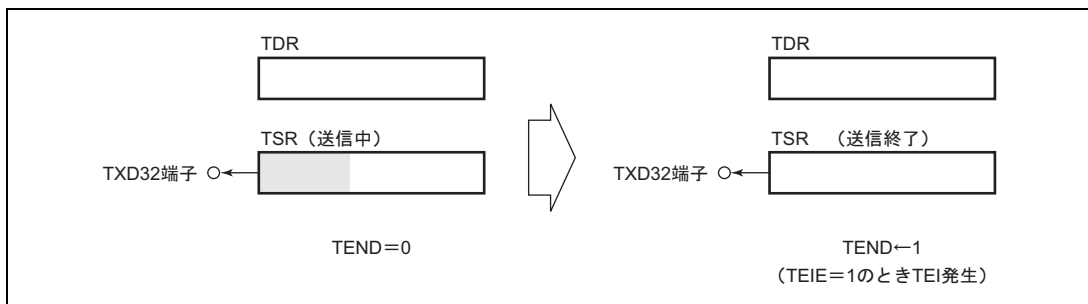 TDR
TSR（送信中）
TXD32端子
TEND＝0
TDR
TSR　（送信終了）
TXD32端子
TEND←1
（TEIE＝1のときTEI発生）